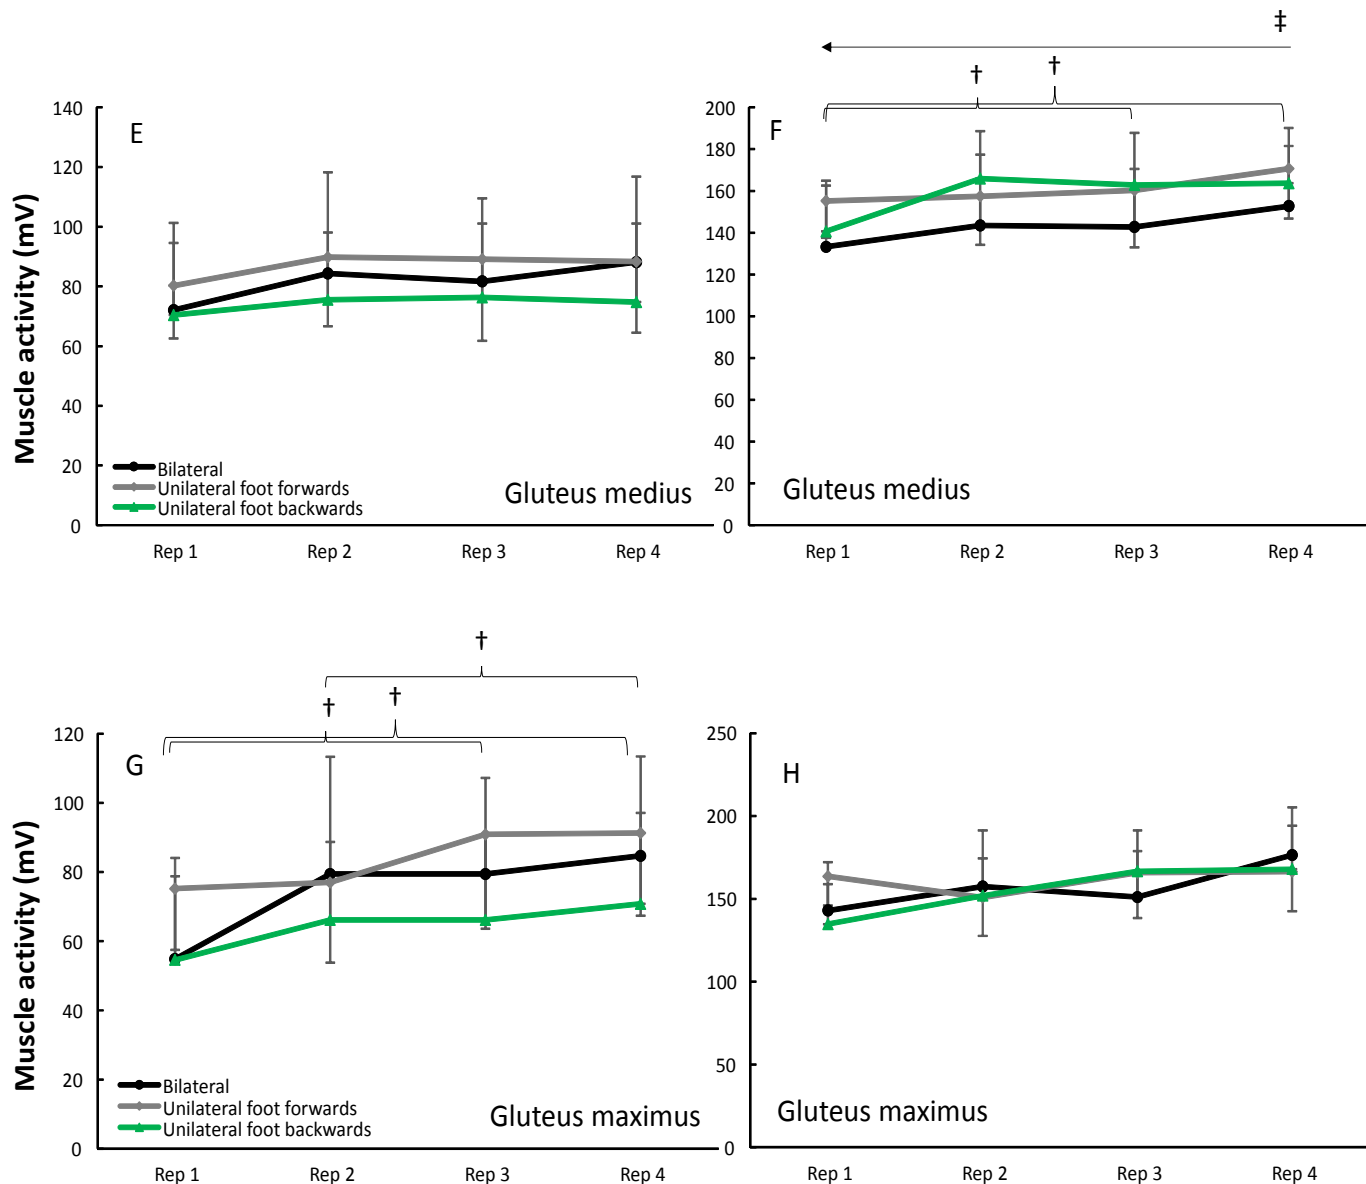 ‡
† †
Muscle activity (mV)
140
120
100
80
60
40
20
0
E
Bilateral
Unilateral foot forwards
Unilateral foot backwards
Gluteus medius
Rep 1 Rep 2 Rep 3 Rep 4
200
180
160
140
120
100
80
60
40
20
0
F
Gluteus medius
Rep 1 Rep 2 Rep 3 Rep 4
†
† †
Muscle activity (mV)
120
100
80
60
40
20
0
G
Bilateral
Unilateral foot forwards
Unilateral foot backwards
Gluteus maximus
Rep 1 Rep 2 Rep 3 Rep 4
250
200
150
100
50
0
H
Gluteus maximus
Rep 1 Rep 2 Rep 3 Rep 4